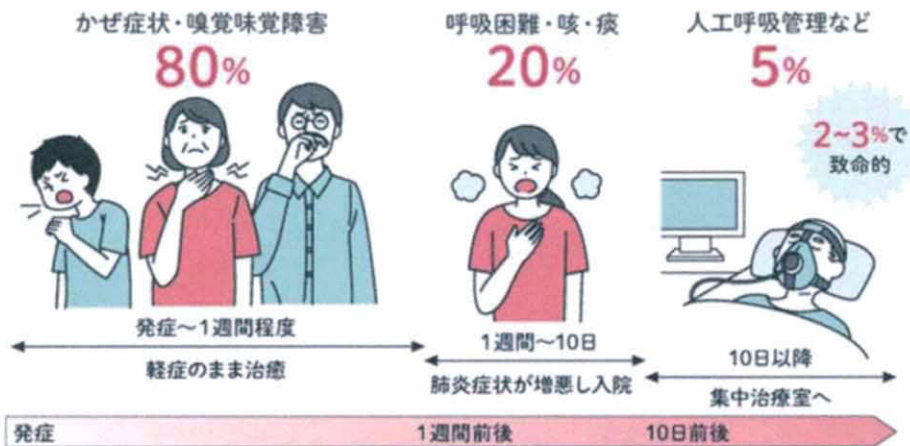 かぜ症状・嗅覚味覚障害
80%
呼吸困難・咳・痰
20%
人工呼吸管理など
5%
2~3%で
致命的
発症〜1週間程度
軽症のまま治癒
1週間〜10日
肺炎症状が増悪し入院
10日以降
集中治療室へ
発症
1週間前後
10日前後